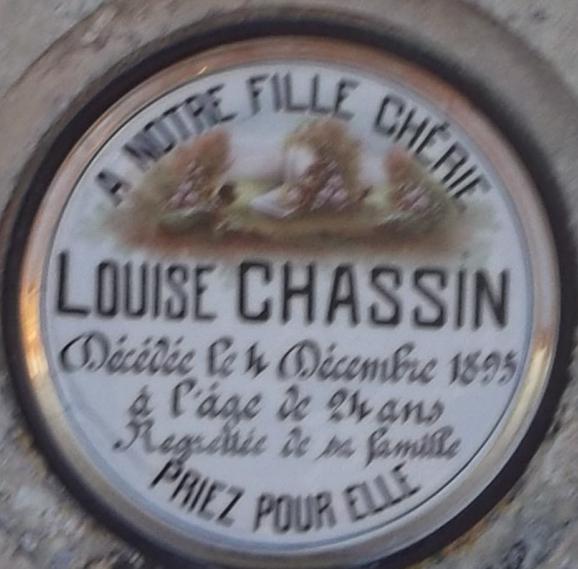 A NOTRE FILLE CHÉRIE
LOUISE CHASSIN
Décédée le 4 Décembre 1895
à l'âge de 24 ans
Regrettée de sa famille
PRIEZ POUR ELLE